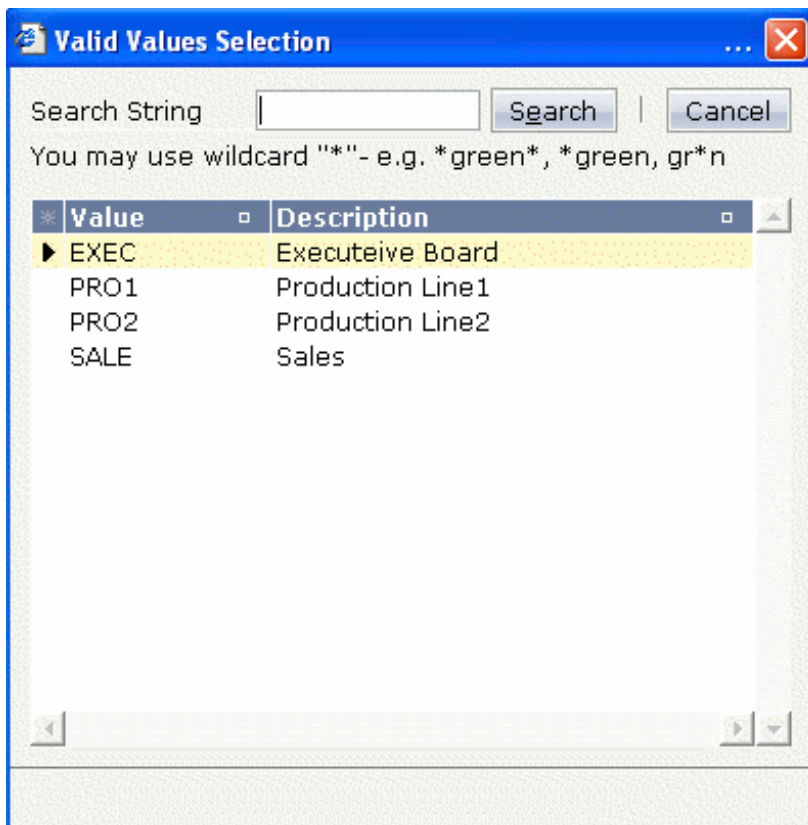 Valid Values Selection ...
Search String Search | Cancel
You may use wildcard "*"- e.g. *green*, *green, gr*n
Value Description
EXEC Executeive Board
PRO1 Production Line1
PRO2 Production Line2
SALE Sales